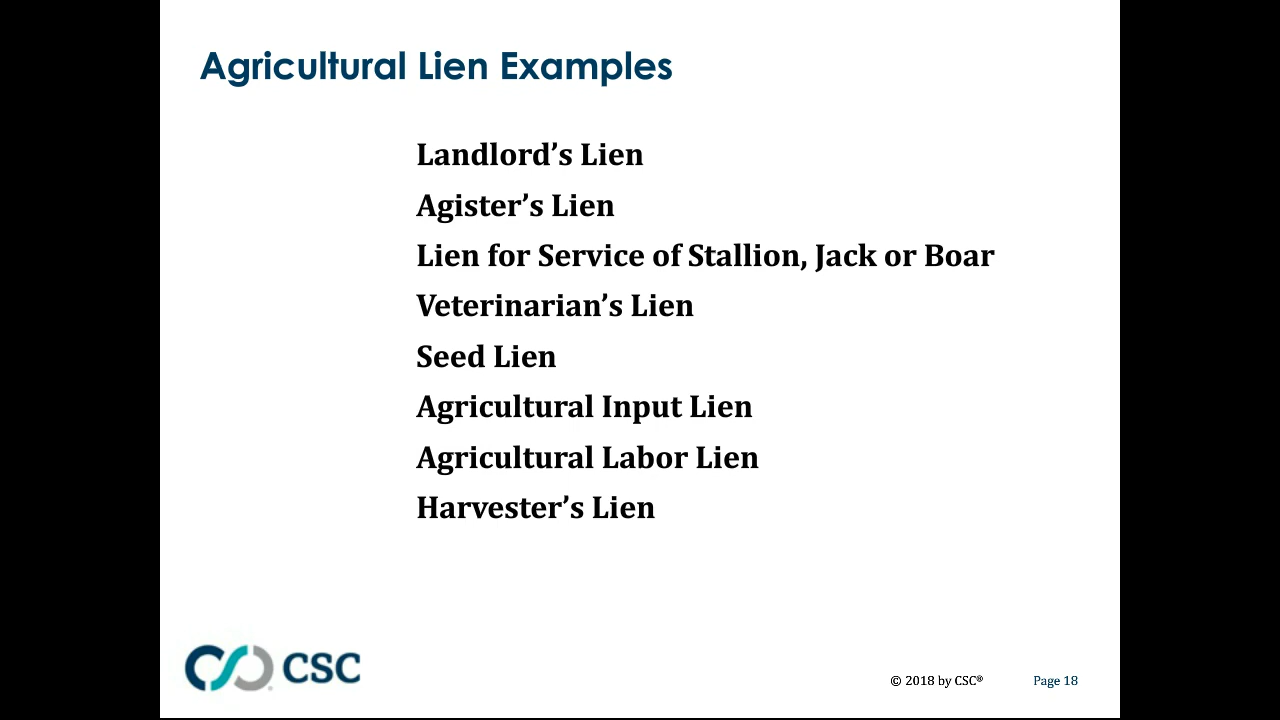 Agricultural Lien Examples
Landlord’s Lien
Agister’s Lien
Lien for Service of Stallion, Jack or Boar
Veterinarian’s Lien
Seed Lien
Agricultural Input Lien
Agricultural Labor Lien
Harvester’s Lien
CSC
© 2018 by CSC® Page 18